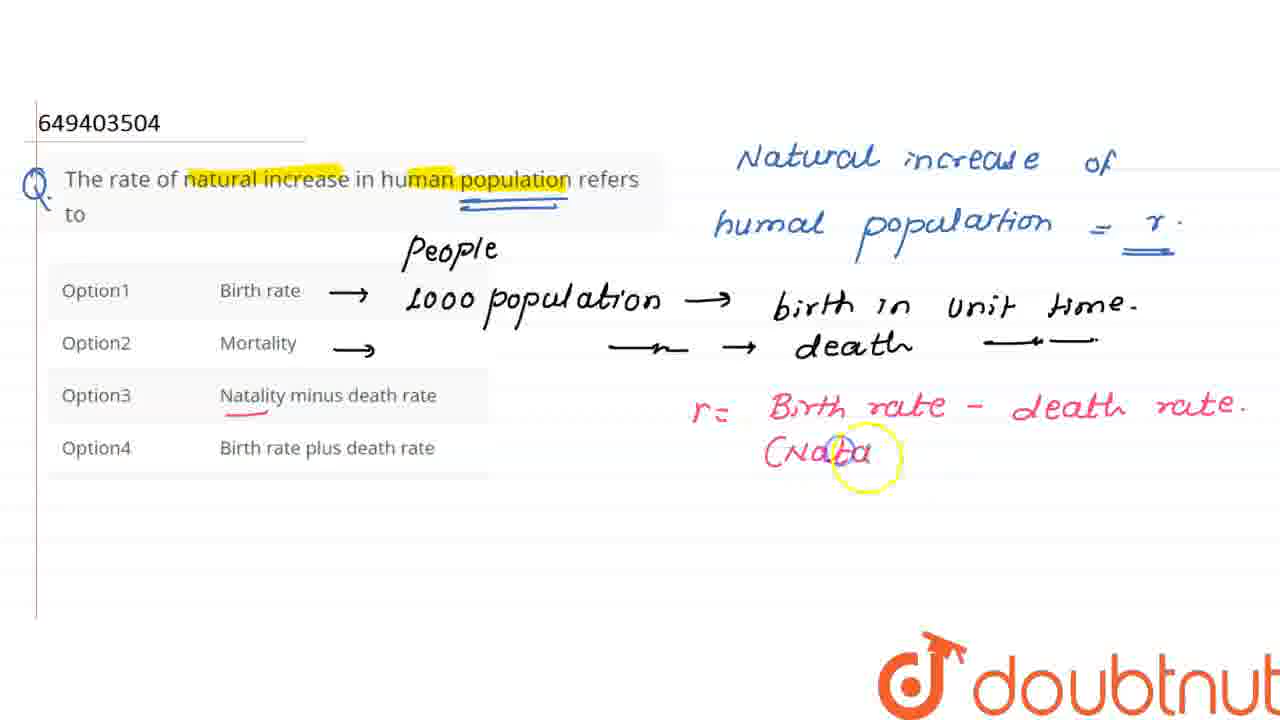 649403504
Q. The rate of natural increase in human population refers
to
Natural increase of
humal populartion = r.
People
Option1 Birth rate → 1000 population → birth in unit time.
Option2 Mortality → —〃— → death —〃—
Option3 Natality minus death rate
r= Birth rate - death rate.
Option4 Birth rate plus death rate
(Nata
doubtnut